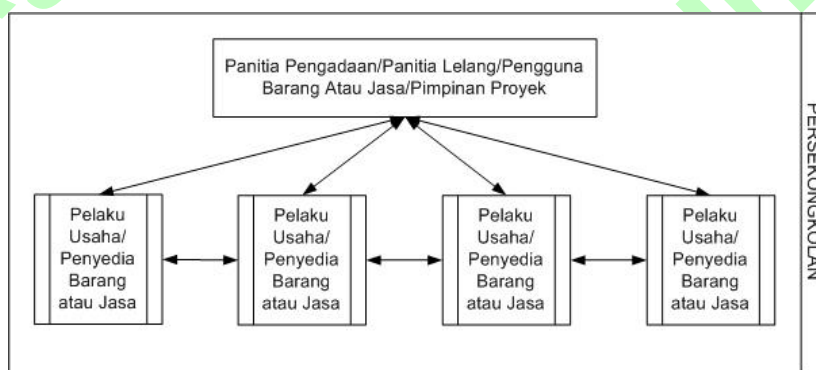 Panitia Pengadaan/Panitia Lelang/Pengguna
Barang Atau Jasa/Pimpinan Proyek
Pelaku
Usaha/
Penyedia
Barang
atau Jasa
Pelaku
Usaha/
Penyedia
Barang
atau Jasa
Pelaku
Usaha/
Penyedia
Barang
atau Jasa
Pelaku
Usaha/
Penyedia
Barang
atau Jasa
PERSEKONGKOLAN